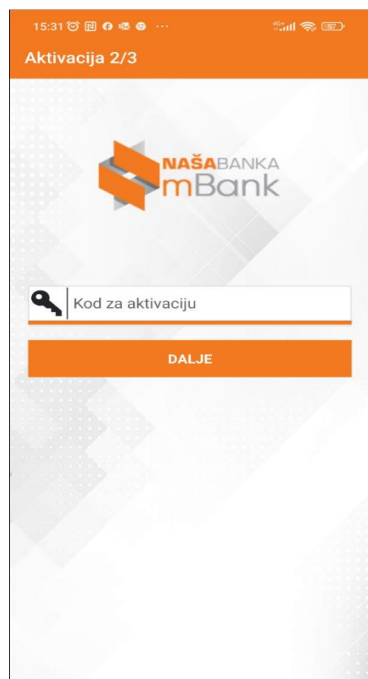 15:31
Aktivacija 2/3
NAŠABANKA
mBank
Kod za aktivaciju
DALJE